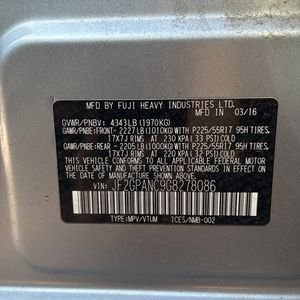 MFD BY FUJI HEAVY INDUSTRIES LTD.
03/16
GVWR/PNBV: 4343LB (1970KG)
GAWR/PNBE: FRONT- 2227LB (1010KG) WITH P225/55R17 95H TIRES,
17X7J RIMS, AT 230 KPA (33 PSI) COLD
GAWR/PNBE: REAR - 2205LB (1000KG) WITH P225/55R17 95H TIRES,
17X7J RIMS, AT 220 KPA (32 PSI) COLD
THIS VEHICLE CONFORMS TO ALL APPLICABLE FEDERAL MOTOR
VEHICLE SAFETY AND THEFT PREVENTION STANDARDS IN EFFECT
ON THE DATE OF MANUFACTURE SHOWN ABOVE.
VIN: JF2GPANC9G8278086
TYPE:MPV/VTUM ICES/NMB-002